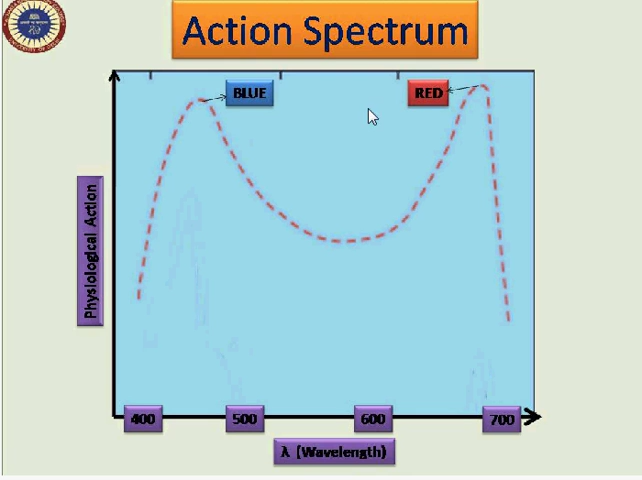 Action Spectrum
BLUE
RED
Physiological Action
400
500
600
700
λ (Wavelength)